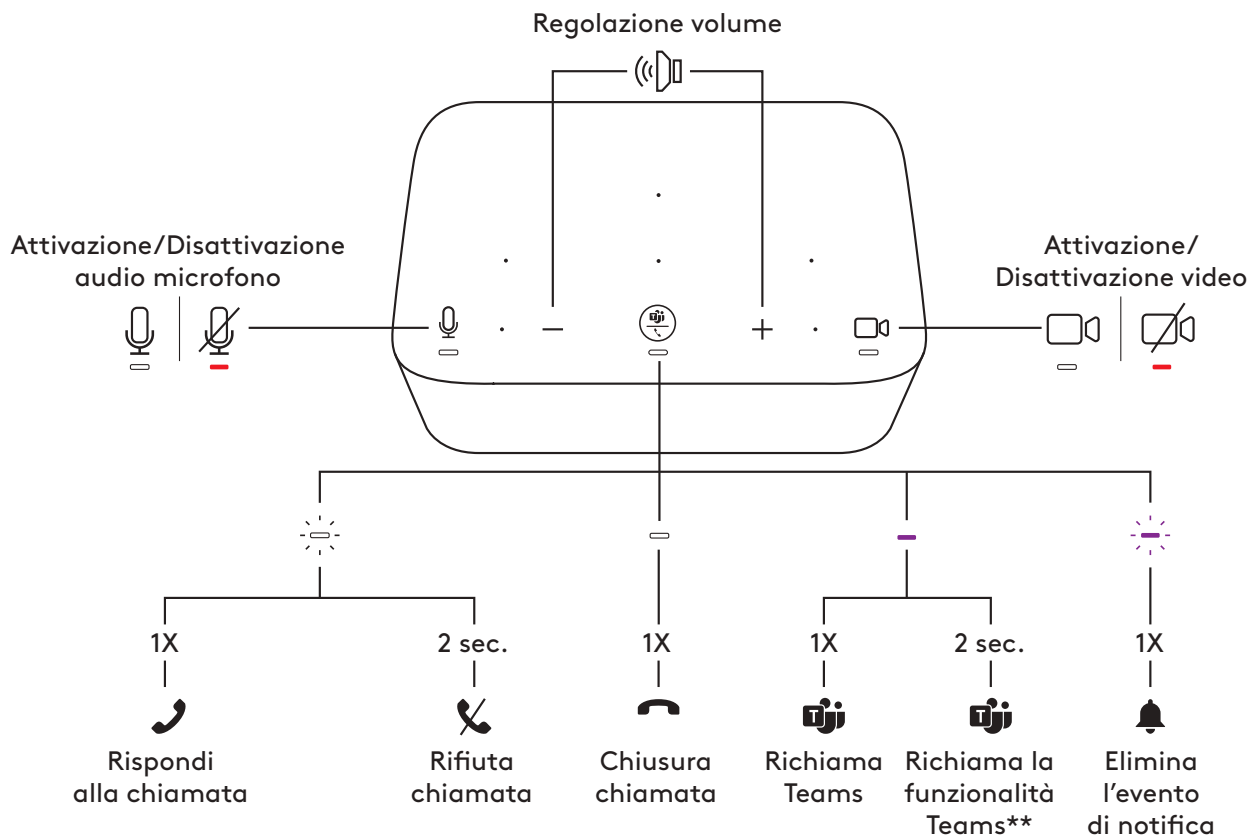 Regolazione volume
Attivazione/Disattivazione
audio microfono
Attivazione/
Disattivazione video
1X
2 sec.
1X
1X
2 sec.
1X
Rispondi
alla chiamata
Rifiuta
chiamata
Chiusura
chiamata
Richiama
Teams
Richiama la
funzionalità
Teams**
Elimina
l'evento
di notifica